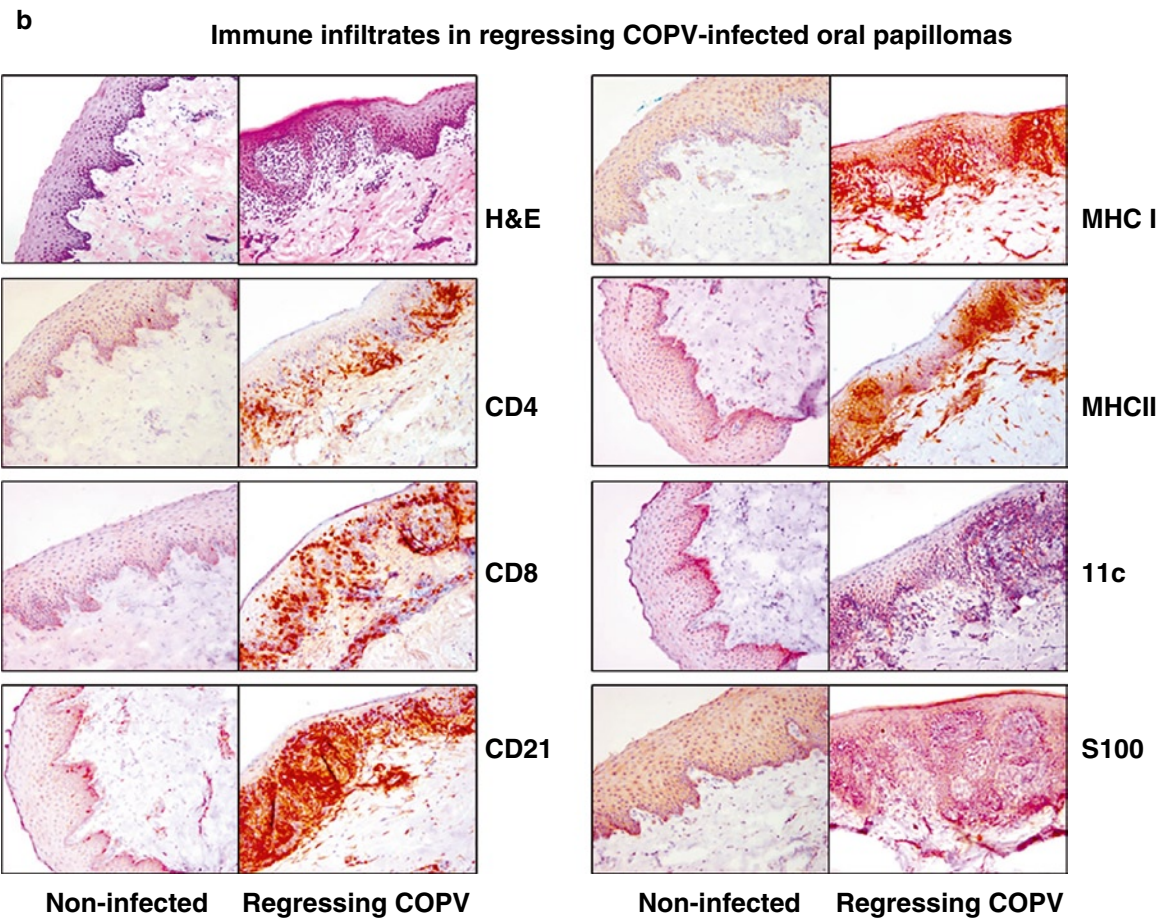 b
Immune infiltrates in regressing COPV-infected oral papillomas
H&E
MHC I
CD4
MHCII
CD8
11c
CD21
S100
Non-infected Regressing COPV Non-infected Regressing COPV